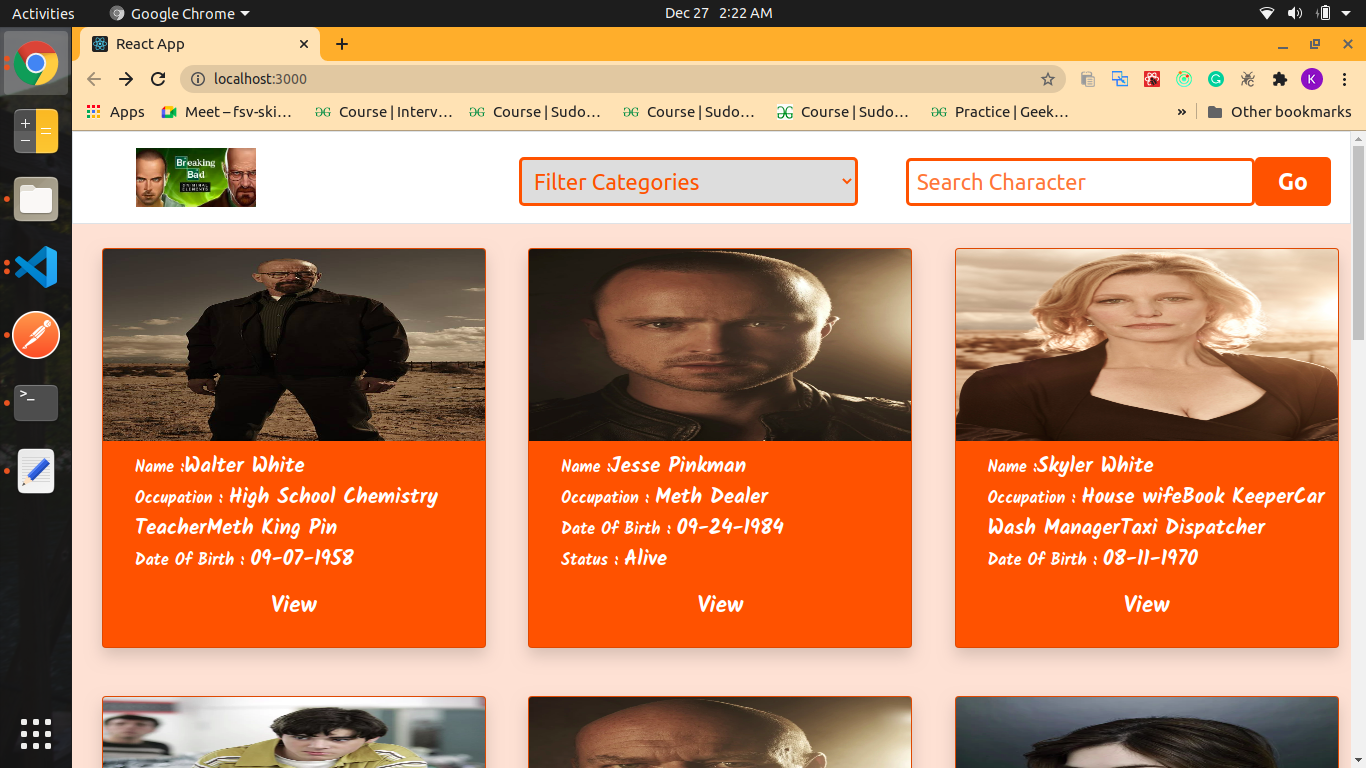 Activities
Google Chrome
Dec 27 2:22 AM
React App
localhost:3000
K
Apps
Meet – fsv-ski…
Course | Interv…
Course | Sudo…
Course | Sudo…
Course | Sudo…
Practice | Geek…
»
Other bookmarks
Breaking
Bad
ORIGINAL
ELEMENTS
Filter Categories
Search Character
Go
Name :Walter White
Occupation : High School Chemistry
TeacherMeth King Pin
Date Of Birth : 09-07-1958
View
Name :Jesse Pinkman
Occupation : Meth Dealer
Date Of Birth : 09-24-1984
Status : Alive
View
Name :Skyler White
Occupation : House wifeBook KeeperCar
Wash ManagerTaxi Dispatcher
Date Of Birth : 08-11-1970
View